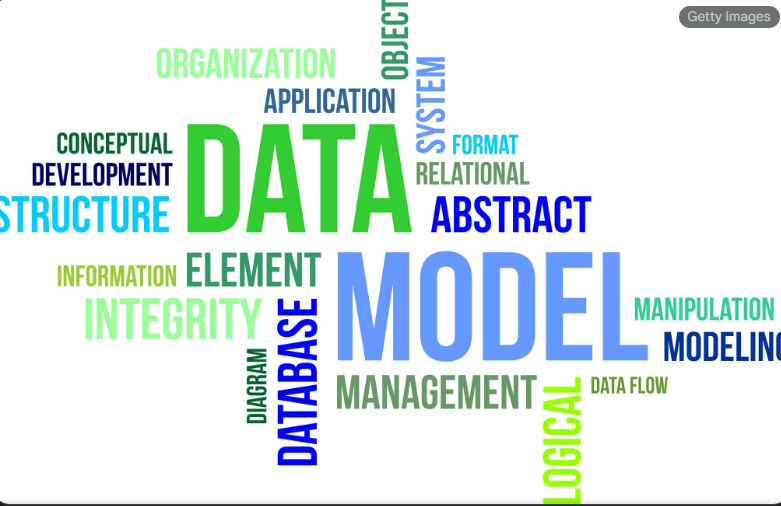 Getty Images
OBJECT
ORGANIZATION
SYSTEM
APPLICATION
DATA
CONCEPTUAL
FORMAT
DEVELOPMENT
RELATIONAL
STRUCTURE
ABSTRACT
ELEMENT
MODEL
INFORMATION
INTEGRITY
MANIPULATION
DATABASE
MODELING
DIAGRAM
MANAGEMENT
DATA FLOW
LOGICAL